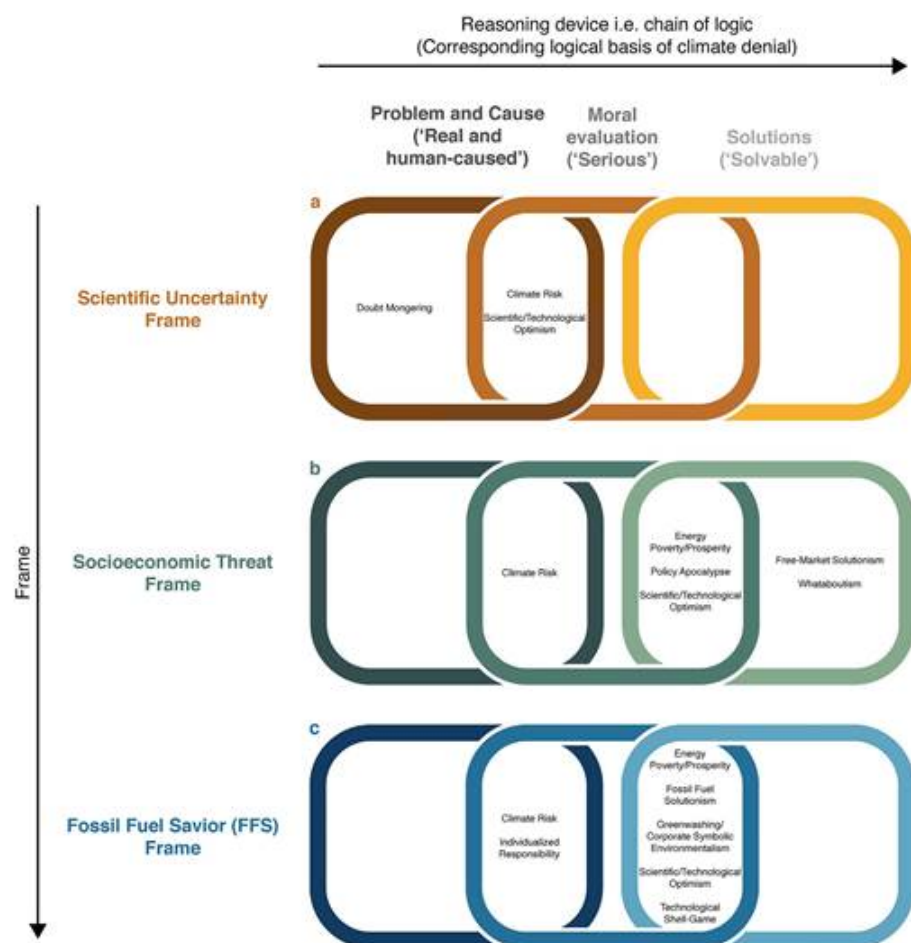 Reasoning device i.e. chain of logic
(Corresponding logical basis of climate denial)
Problem and Cause
('Real and
human-caused')
Moral
evaluation
('Serious')
Solutions
('Solvable')
Frame
a
Scientific Uncertainty
Frame
Doubt Mongering
Climate Risk
Scientific/Technological
Optimism
b
Socioeconomic Threat
Frame
Climate Risk
Energy
Poverty/Prosperity
Policy Apocalypse
Scientific/Technological
Optimism
Free-Market Solutionism
Whataboutism
c
Fossil Fuel Savior (FFS)
Frame
Climate Risk
Individualized
Responsibility
Energy
Poverty/Prosperity
Fossil Fuel
Solutionism
Greenwashing/
Corporate Symbolic
Environmentalism
Scientific/Technological
Optimism
Technological
Shell-Game